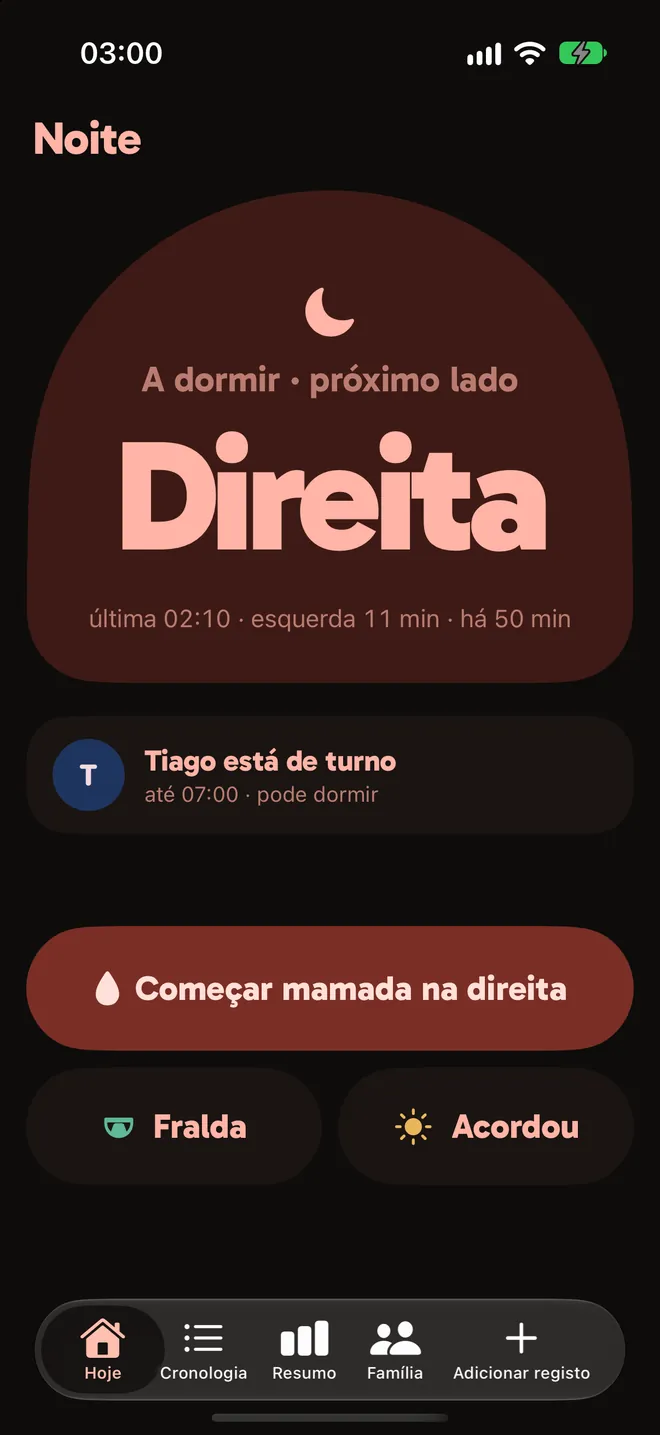 03:00
Noite
A dormir · próximo lado
Direita
última 02:10 · esquerda 11 min · há 50 min
T
Tiago está de turno
até 07:00 · pode dormir
Começar mamada na direita
Fralda
Acordou
Hoje
Cronologia
Resumo
Família
Adicionar registo